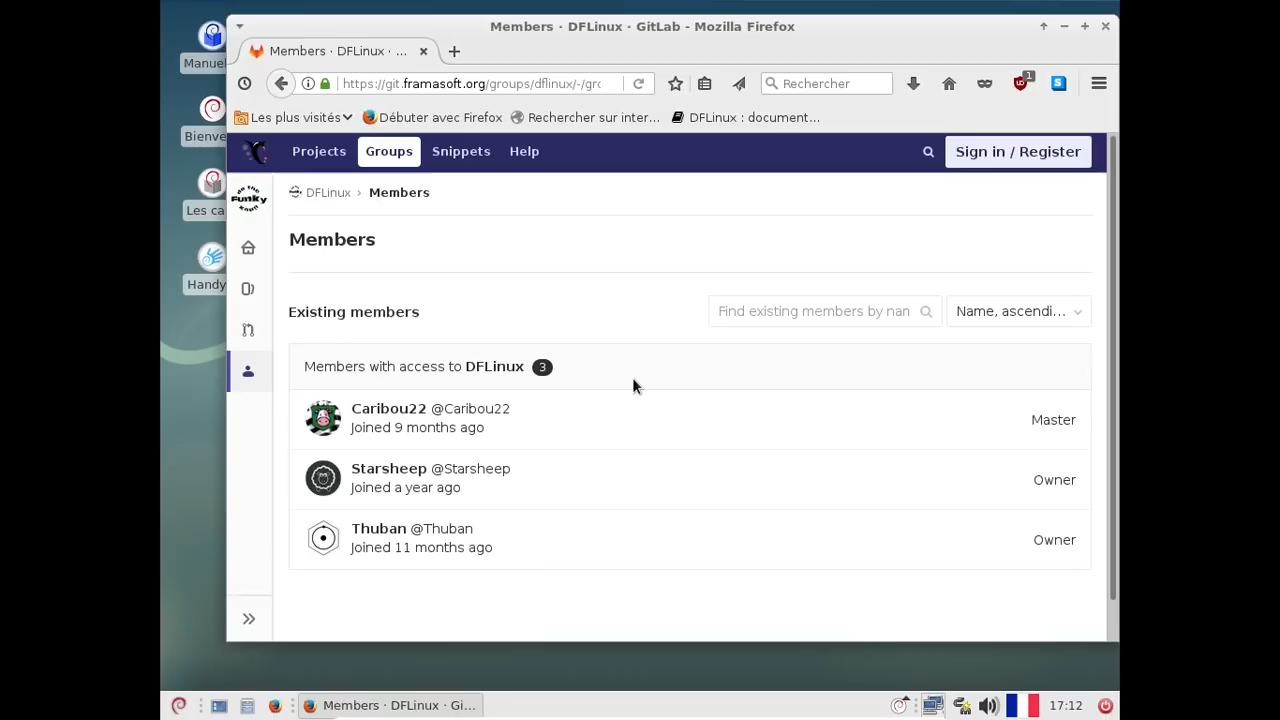 Members · DFLinux · GitLab - Mozilla Firefox
Members · DFLinux · ...
https://git.framasoft.org/groups/dflinux/-/grc
Rechercher
1
Les plus visités
Débuter avec Firefox
Rechercher sur inter...
DFLinux : document...
Projects
Groups
Snippets
Help
Sign in / Register
DFLinux › Members
Members
Existing members
Find existing members by nan
Name, ascendi...
Members with access to DFLinux 3
Caribou22 @Caribou22
Joined 9 months ago
Master
Starsheep @Starsheep
Joined a year ago
Owner
Thuban @Thuban
Joined 11 months ago
Owner
Manue
Bienve
Les ca
Handy
Funky
Members · DFLinux · Gi...
17:12